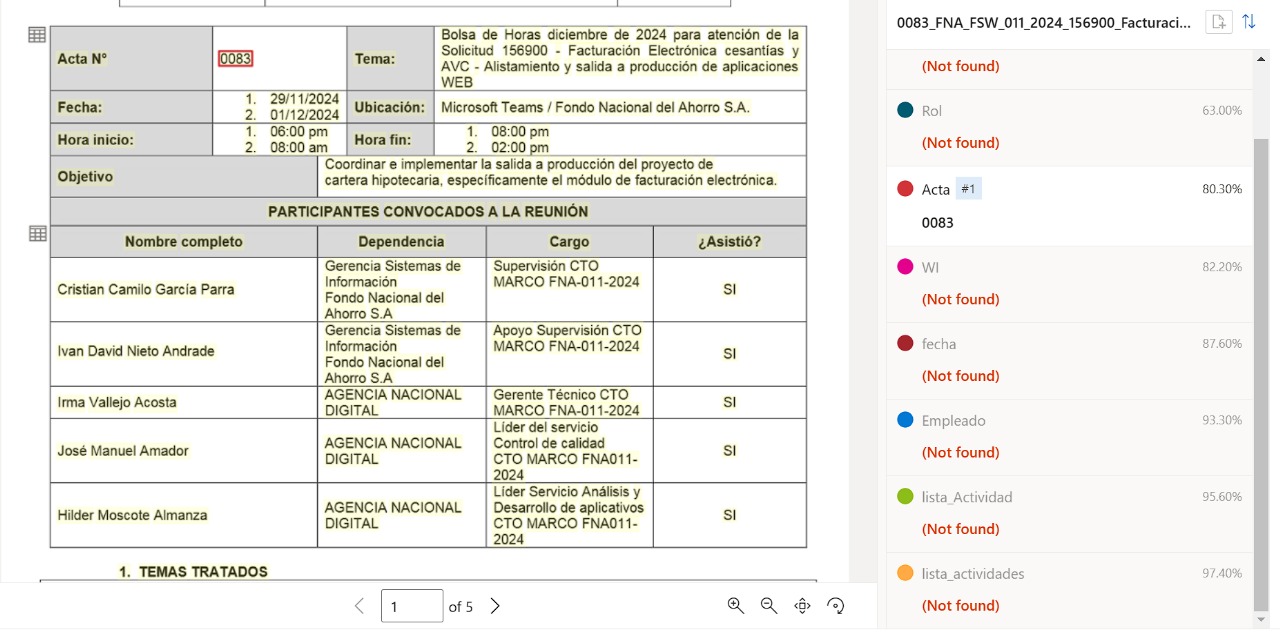 Acta N°
0083
Tema:
Bolsa de Horas diciembre de 2024 para atención de la
Solicitud 156900 - Facturación Electrónica cesantías y
AVC - Alistamiento y salida a producción de aplicaciones
WEB
Fecha:
1. 29/11/2024
2. 01/12/2024
Ubicación:
Microsoft Teams / Fondo Nacional del Ahorro S.A.
Hora inicio:
1. 06:00 pm
2. 08:00 am
Hora fin:
1. 08:00 pm
2. 02:00 pm
Objetivo
Coordinar e implementar la salida a producción del proyecto de
cartera hipotecaria, específicamente el módulo de facturación electrónica.
PARTICIPANTES CONVOCADOS A LA REUNIÓN
Nombre completo
Dependencia
Cargo
¿Asistió?
Cristian Camilo García Parra
Gerencia Sistemas de
Información
Fondo Nacional del
Ahorro S.A
Supervisión CTO
MARCO FNA-011-2024
SI
Ivan David Nieto Andrade
Gerencia Sistemas de
Información
Fondo Nacional del
Ahorro S.A
Apoyo Supervisión CTO
MARCO FNA-011-2024
SI
Irma Vallejo Acosta
AGENCIA NACIONAL
DIGITAL
Gerente Técnico CTO
MARCO FNA-011-2024
SI
José Manuel Amador
AGENCIA NACIONAL
DIGITAL
Líder del servicio
Control de calidad
CTO MARCO FNA011-
2024
SI
Hilder Moscote Almanza
AGENCIA NACIONAL
DIGITAL
Líder Servicio Análisis y
Desarrollo de aplicativos
CTO MARCO FNA011-
2024
SI
1. TEMAS TRATADOS
1 of 5
0083_FNA_FSW_011_2024_156900_Facturaci...
(Not found)
Rol 63.00%
(Not found)
Acta #1 80.30%
0083
WI 82.20%
(Not found)
fecha 87.60%
(Not found)
Empleado 93.30%
(Not found)
lista_Actividad 95.60%
(Not found)
lista_actividades 97.40%
(Not found)